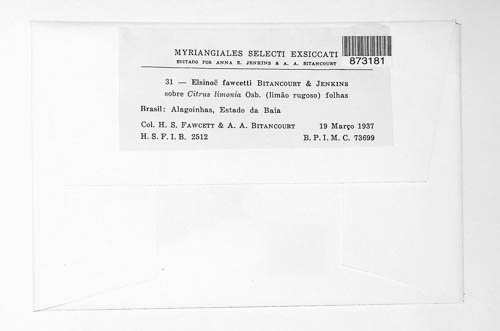 MYRIANGIALES SELECTI EXSICCATI
EDITADO POR ANNA E. JENKINS & A. A. BITANCOURT
873181
31 — Elsinoë fawcetti BITANCOURT & JENKINS
sobre Citrus limonia Osb. (limão rugoso) folhas
Brasil: Alagoinhas, Estado da Baía
Col. H. S. FAWCETT & A. A. BITANCOURT 19 Março 1937
H. S. F. I. B. 2512 B. P. I. M. C. 73699